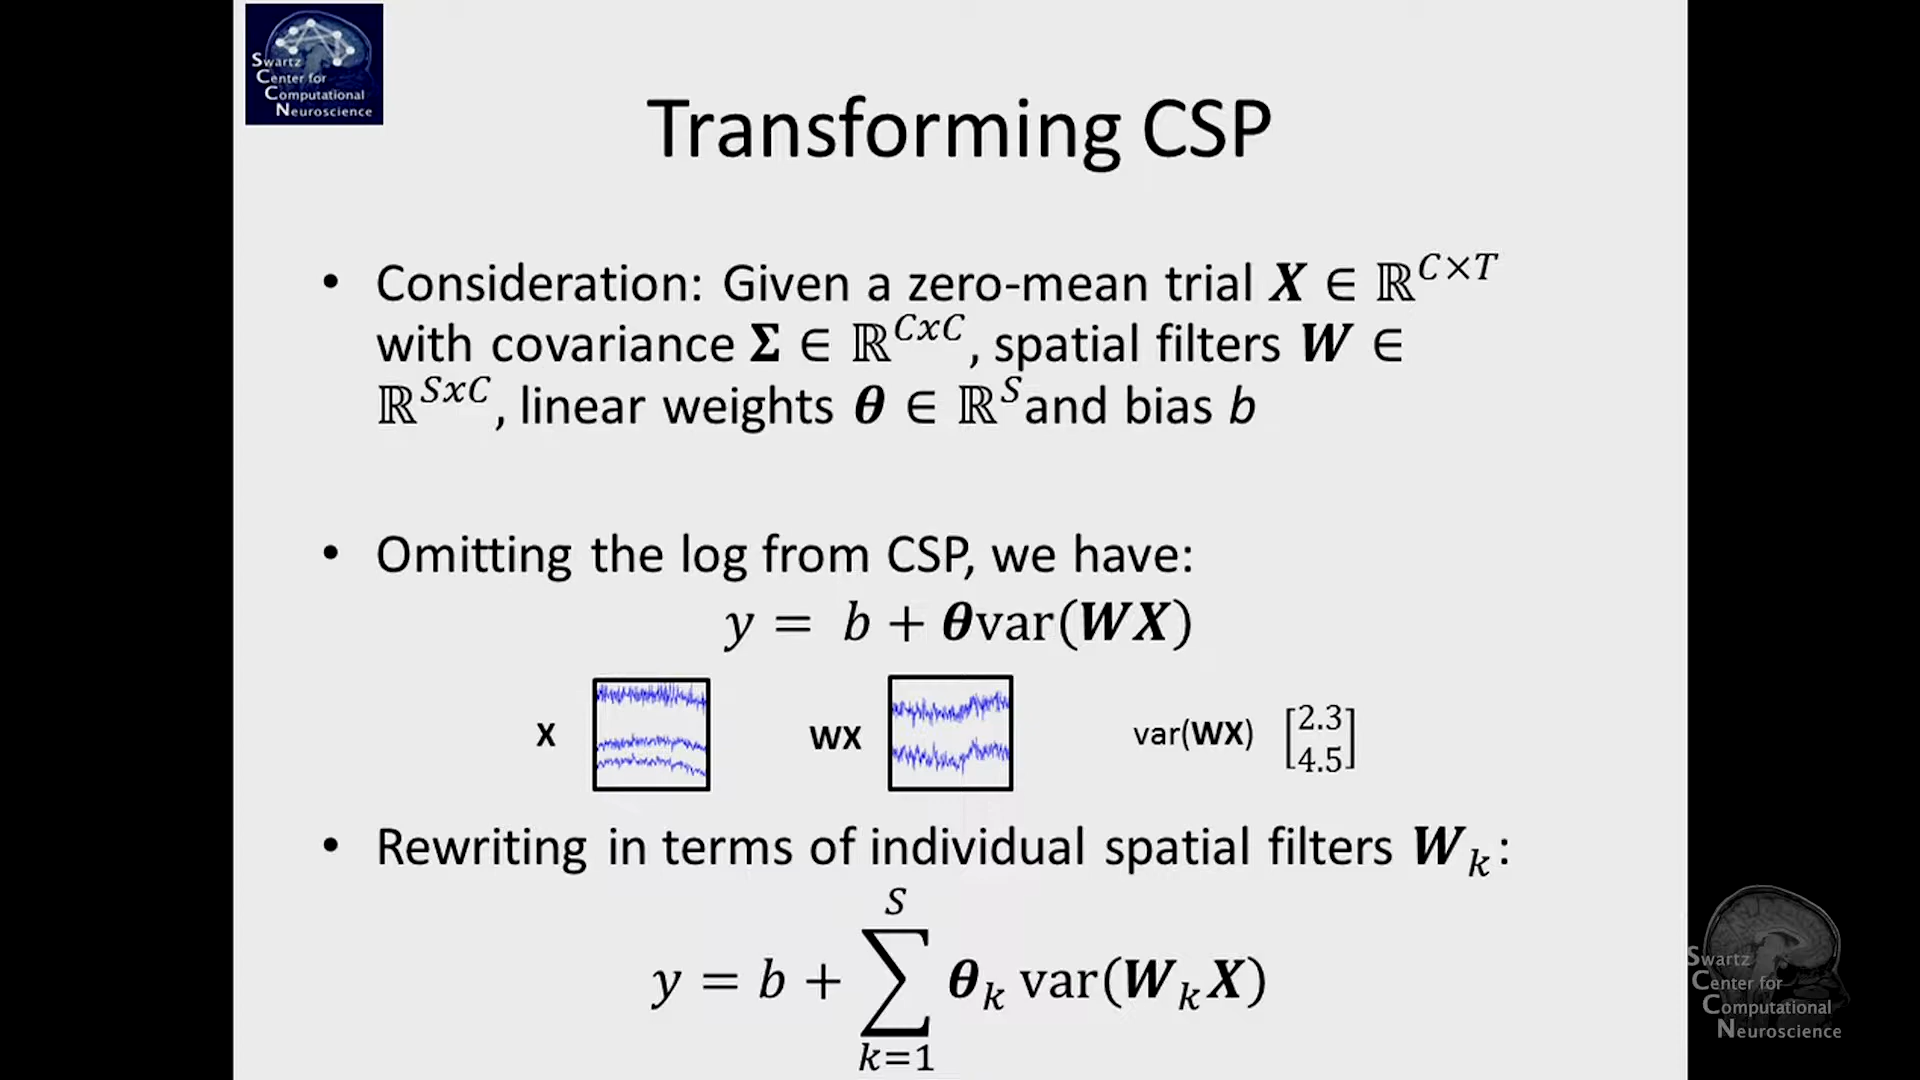 Swartz
Center for
Computational
Neuroscience
Transforming CSP
• Consideration: Given a zero-mean trial X ∈ ℝ^{C×T}
with covariance Σ ∈ ℝ^{CxC}, spatial filters W ∈
ℝ^{SxC}, linear weights θ ∈ ℝ^S and bias b
• Omitting the log from CSP, we have:
y = b + θvar(WX)
X WX var(WX) [2.3 4.5]
• Rewriting in terms of individual spatial filters W_k:
y = b + ∑_{k=1}^{S} θ_k var(W_k X)
Swartz
Center for
Computational
Neuroscience